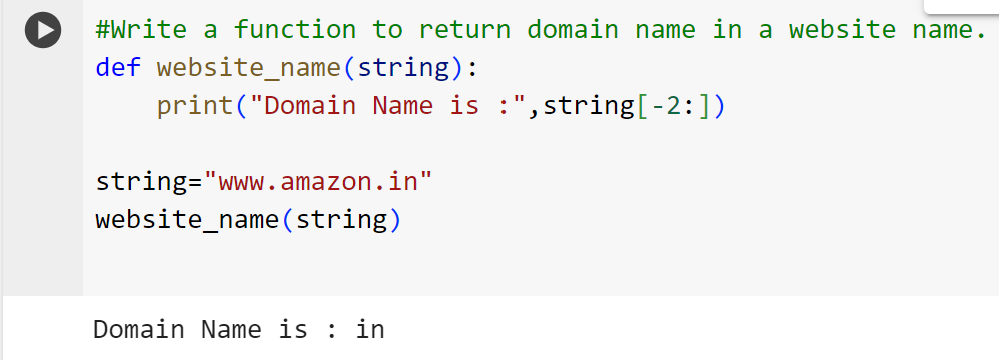 #Write a function to return domain name in a website name.
def website_name(string):
    print("Domain Name is :",string[-2:])
string="www.amazon.in"
website_name(string)
Domain Name is : in